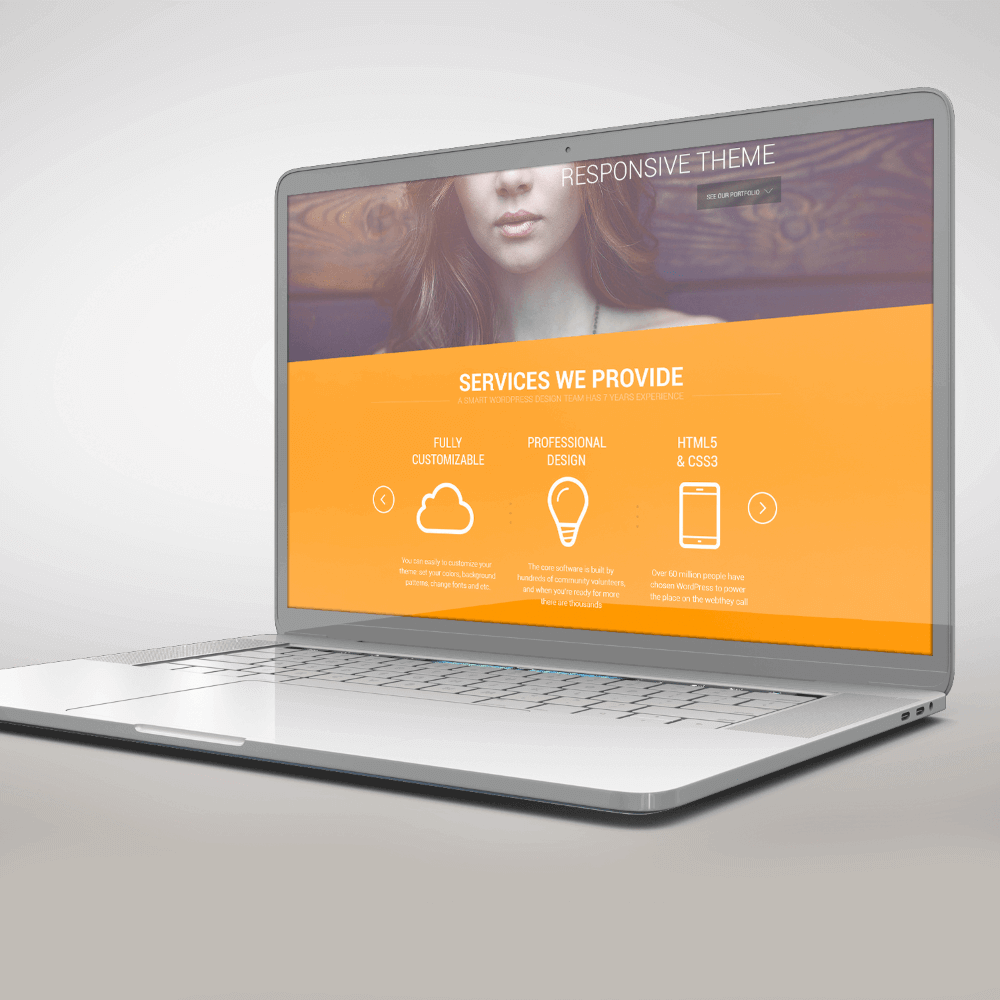 RESPONSIVE THEME
SEE OUR PORTFOLIO
SERVICES WE PROVIDE
A SMART WORDPRESS DESIGN TEAM HAS 7 YEARS EXPERIENCE
FULLY
CUSTOMIZABLE
You can easily to customize your
theme: set your colors, background
patterns, change fonts and etc.
PROFESSIONAL
DESIGN
The core software is built by
hundreds of community volunteers,
and when you're ready for more
there are thousands
HTML5
& CSS3
Over 60 million people have
chosen WordPress to power
the place on the webthey call